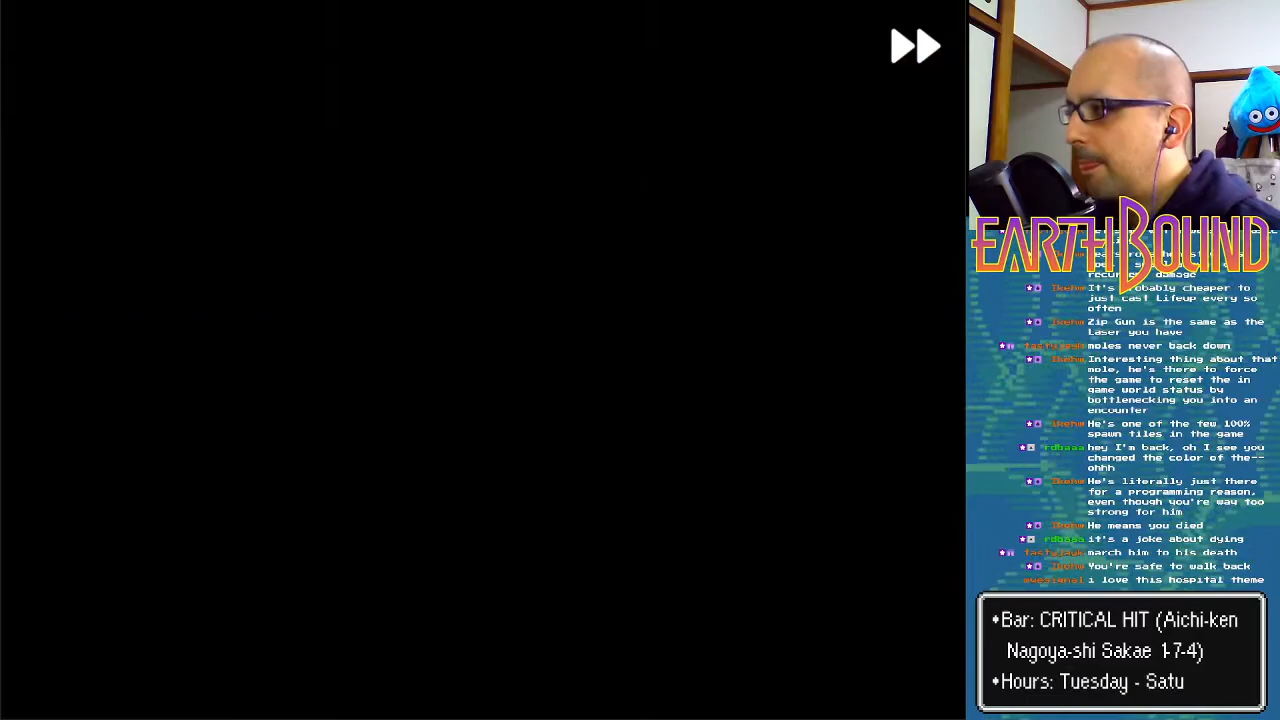 EARTHBOUND
recurring damage
It's probably cheaper to
just cast Lifeup every so
often
Zip Gun is the same as the
Laser you have
moles never back down
Interesting thing about that
mole, he's there to force
the game to reset the in
game world status by
bottlenecking you into an
encounter
He's one of the few 100%
spawn tiles in the game
rdbaaa hey I'm back, oh I see you
changed the color of the--
ohhh
He's literally just there
for a programming reason,
even though you're way too
strong for him
He means you died
rdbaaa it's a joke about dying
march him to his death
You're safe to walk back
i love this hospital theme
•Bar: CRITICAL HIT (Aichi-ken
Nagoya-shi Sakae 1-7-4)
•Hours: Tuesday - Satu